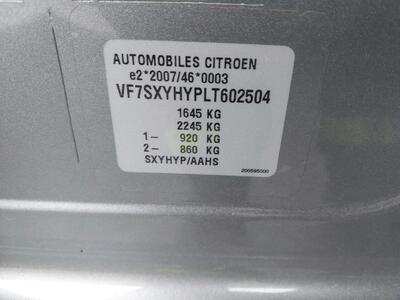 AUTOMOBILES CITROEN
e2*2007/46*0003
VF7SXYHYPLT602504
1645 KG
2245 KG
1- 920 KG
2- 860 KG
SXYHYP/AAHS